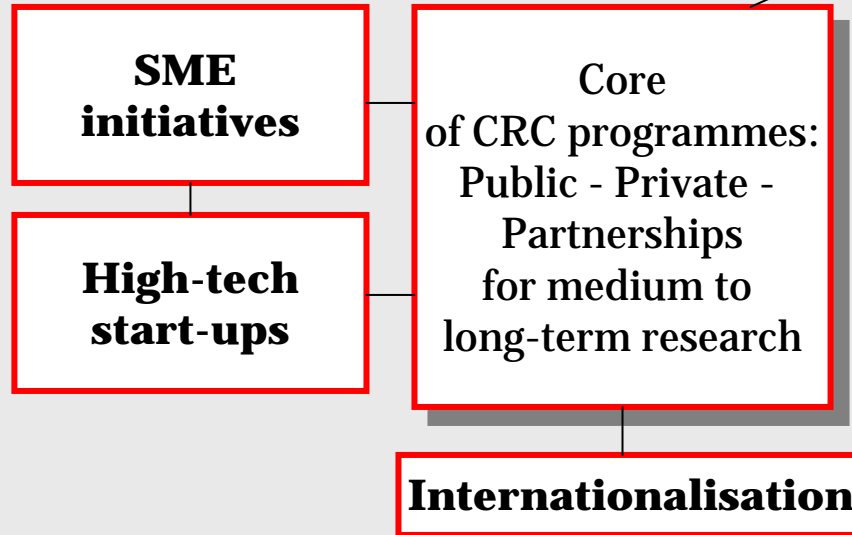 SME
initiatives
High-tech
start-ups
Core
of CRC programmes:
Public - Private -
Partnerships
for medium to
long-term research
Internationalisation